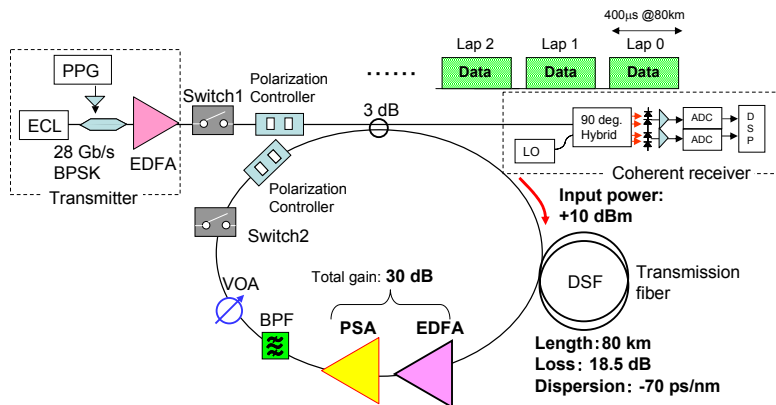 400μs @80km
Lap 2
Lap 1
Lap 0
Data
Data
Data
PPG
ECL
28 Gb/s
BPSK
EDFA
Transmitter
Switch1
Polarization
Controller
3 dB
......
LO
90 deg.
Hybrid
ADC
ADC
D
S
P
Coherent receiver
Polarization
Controller
Switch2
VOA
BPF
Total gain: 30 dB
PSA
EDFA
Input power:
+10 dBm
DSF
Transmission
fiber
Length: 80 km
Loss: 18.5 dB
Dispersion: -70 ps/nm